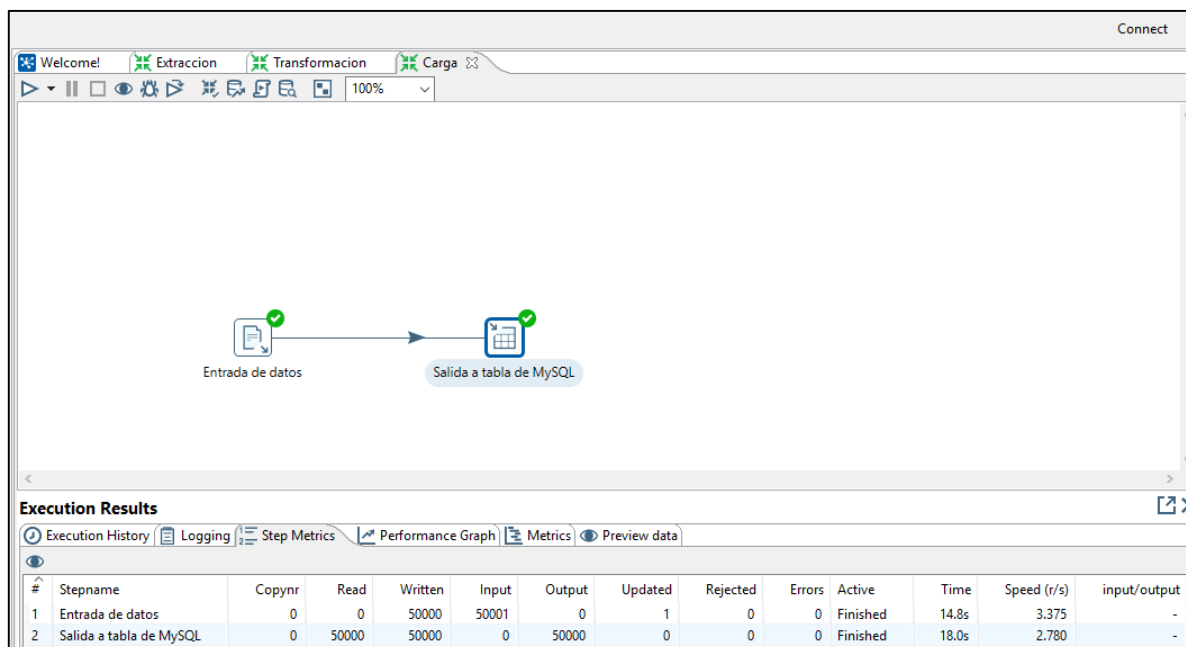 Connect
Welcome! Extraccion Transformacion Carga
100%
Entrada de datos Salida a tabla de MySQL
Execution Results
Execution History Logging Step Metrics Performance Graph Metrics Preview data
# Stepname Copynr Read Written Input Output Updated Rejected Errors Active Time Speed (r/s) input/output
1 Entrada de datos 0 0 50000 50001 0 1 0 0 Finished 14.8s 3.375 -
2 Salida a tabla de MySQL 0 50000 50000 0 50000 0 0 0 Finished 18.0s 2.780 -